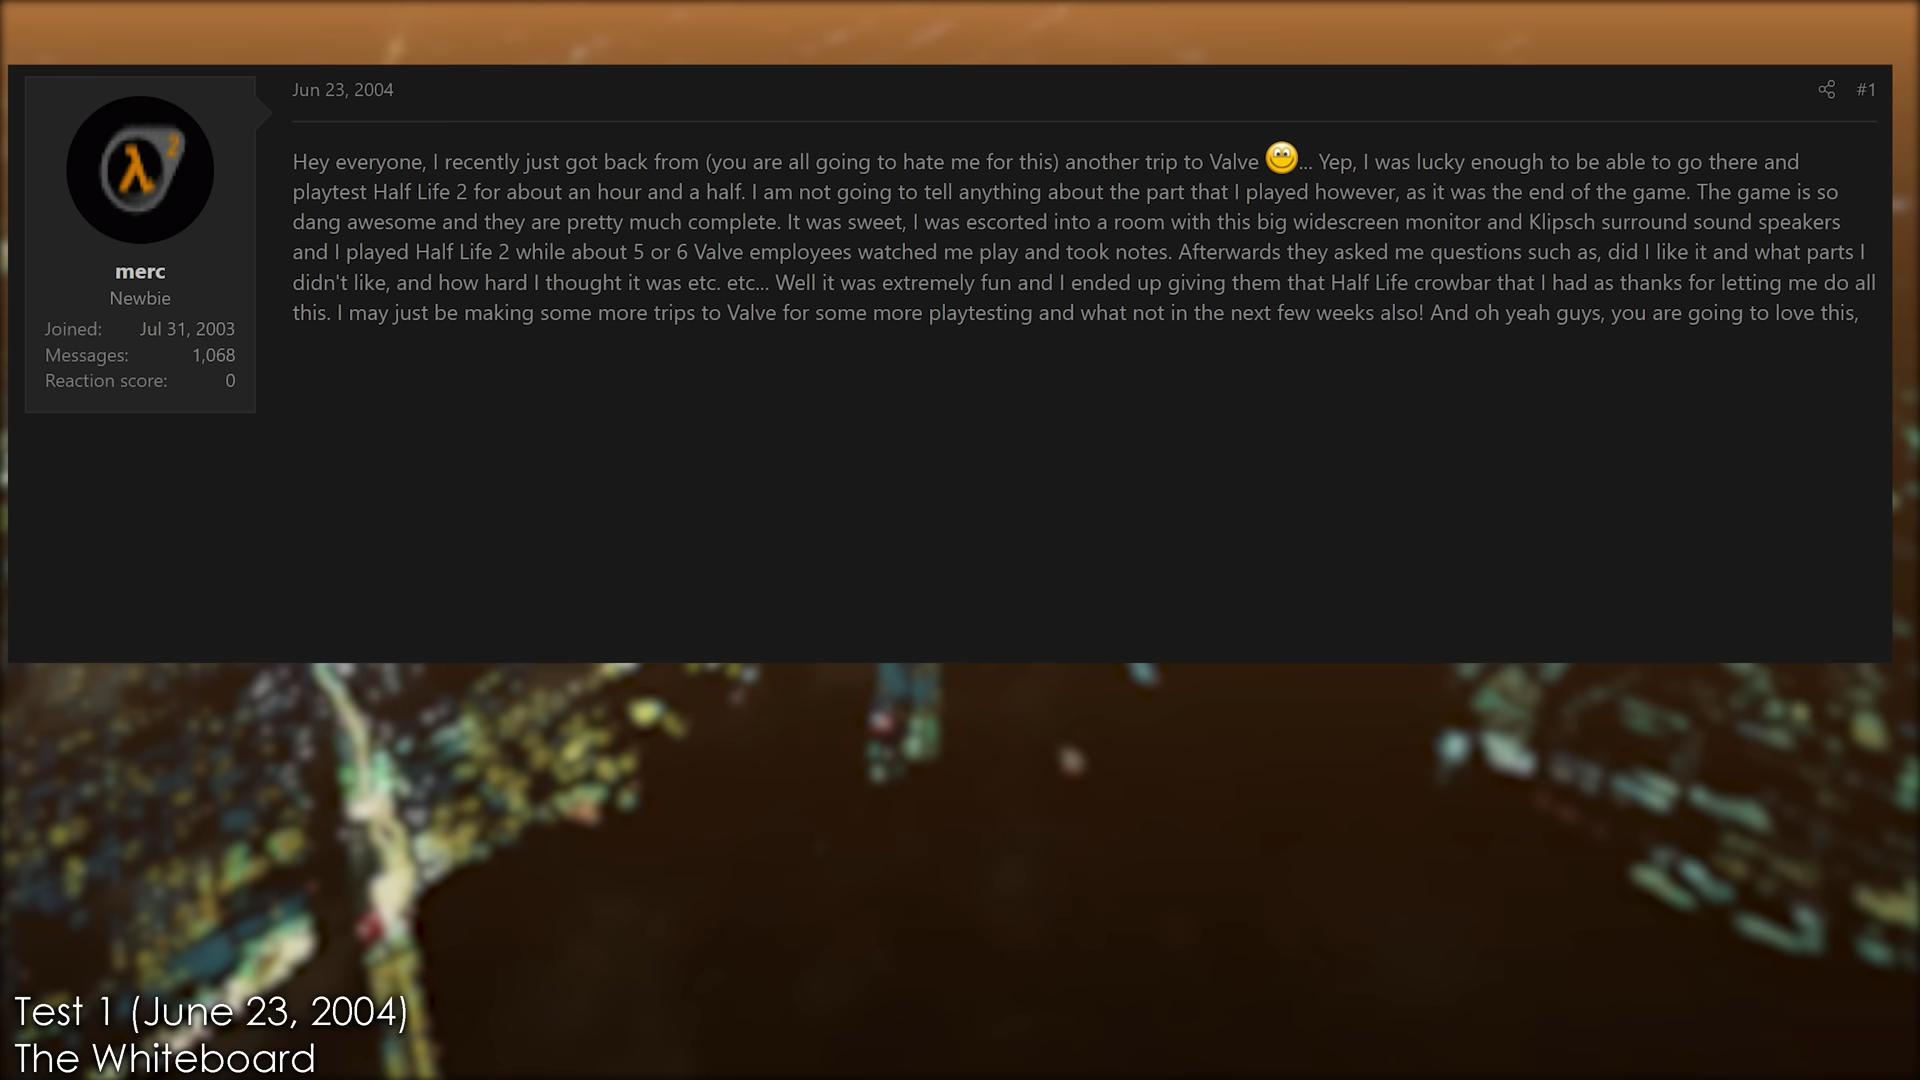 Jun 23, 2004
#1
Hey everyone, I recently just got back from (you are all going to hate me for this) another trip to Valve ... Yep, I was lucky enough to be able to go there and
playtest Half Life 2 for about an hour and a half. I am not going to tell anything about the part that I played however, as it was the end of the game. The game is so
dang awesome and they are pretty much complete. It was sweet, I was escorted into a room with this big widescreen monitor and Klipsch surround sound speakers
and I played Half Life 2 while about 5 or 6 Valve employees watched me play and took notes. Afterwards they asked me questions such as, did I like it and what parts I
didn't like, and how hard I thought it was etc. etc... Well it was extremely fun and I ended up giving them that Half Life crowbar that I had as thanks for letting me do all
this. I may just be making some more trips to Valve for some more playtesting and what not in the next few weeks also! And oh yeah guys, you are going to love this,
λ2
merc
Newbie
Joined: Jul 31, 2003
Messages: 1,068
Reaction score: 0
Test 1 (June 23, 2004)
The Whiteboard